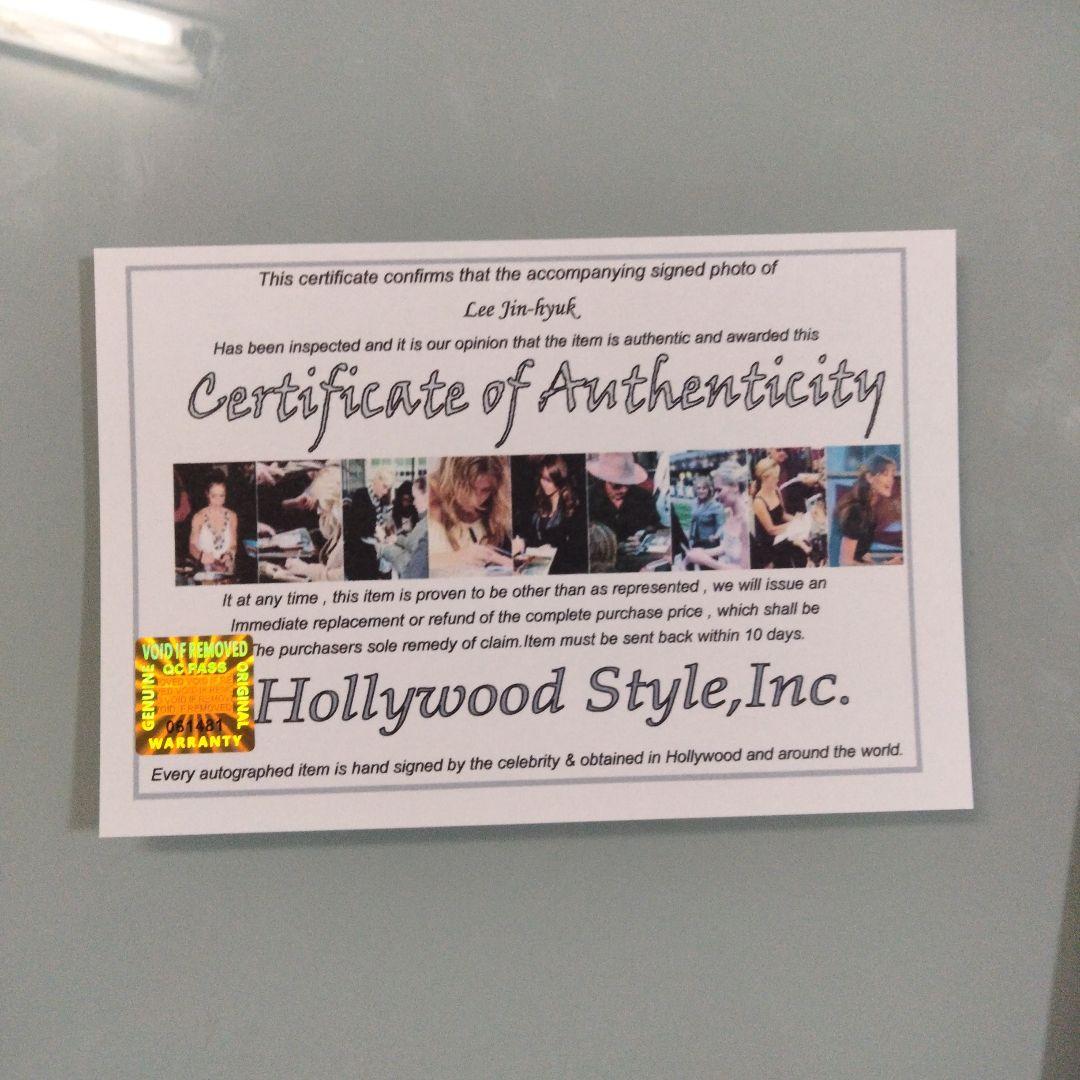 This certificate confirms that the accompanying signed photo of
Lee Jin-hyuk
Has been inspected and it is our opinion that the item is authentic and awarded this
Certificate of Authenticity
It at any time , this item is proven to be other than as represented , we will issue an
Immediate replacement or refund of the complete purchase price , which shall be
The purchasers sole remedy of claim.Item must be sent back within 10 days.
VOID IF REMOVED
QC PASS
GENUINE
ORIGINAL
VOID IF REMOVED
061481
WARRANTY
Hollywood Style,Inc.
Every autographed item is hand signed by the celebrity & obtained in Hollywood and around the world.